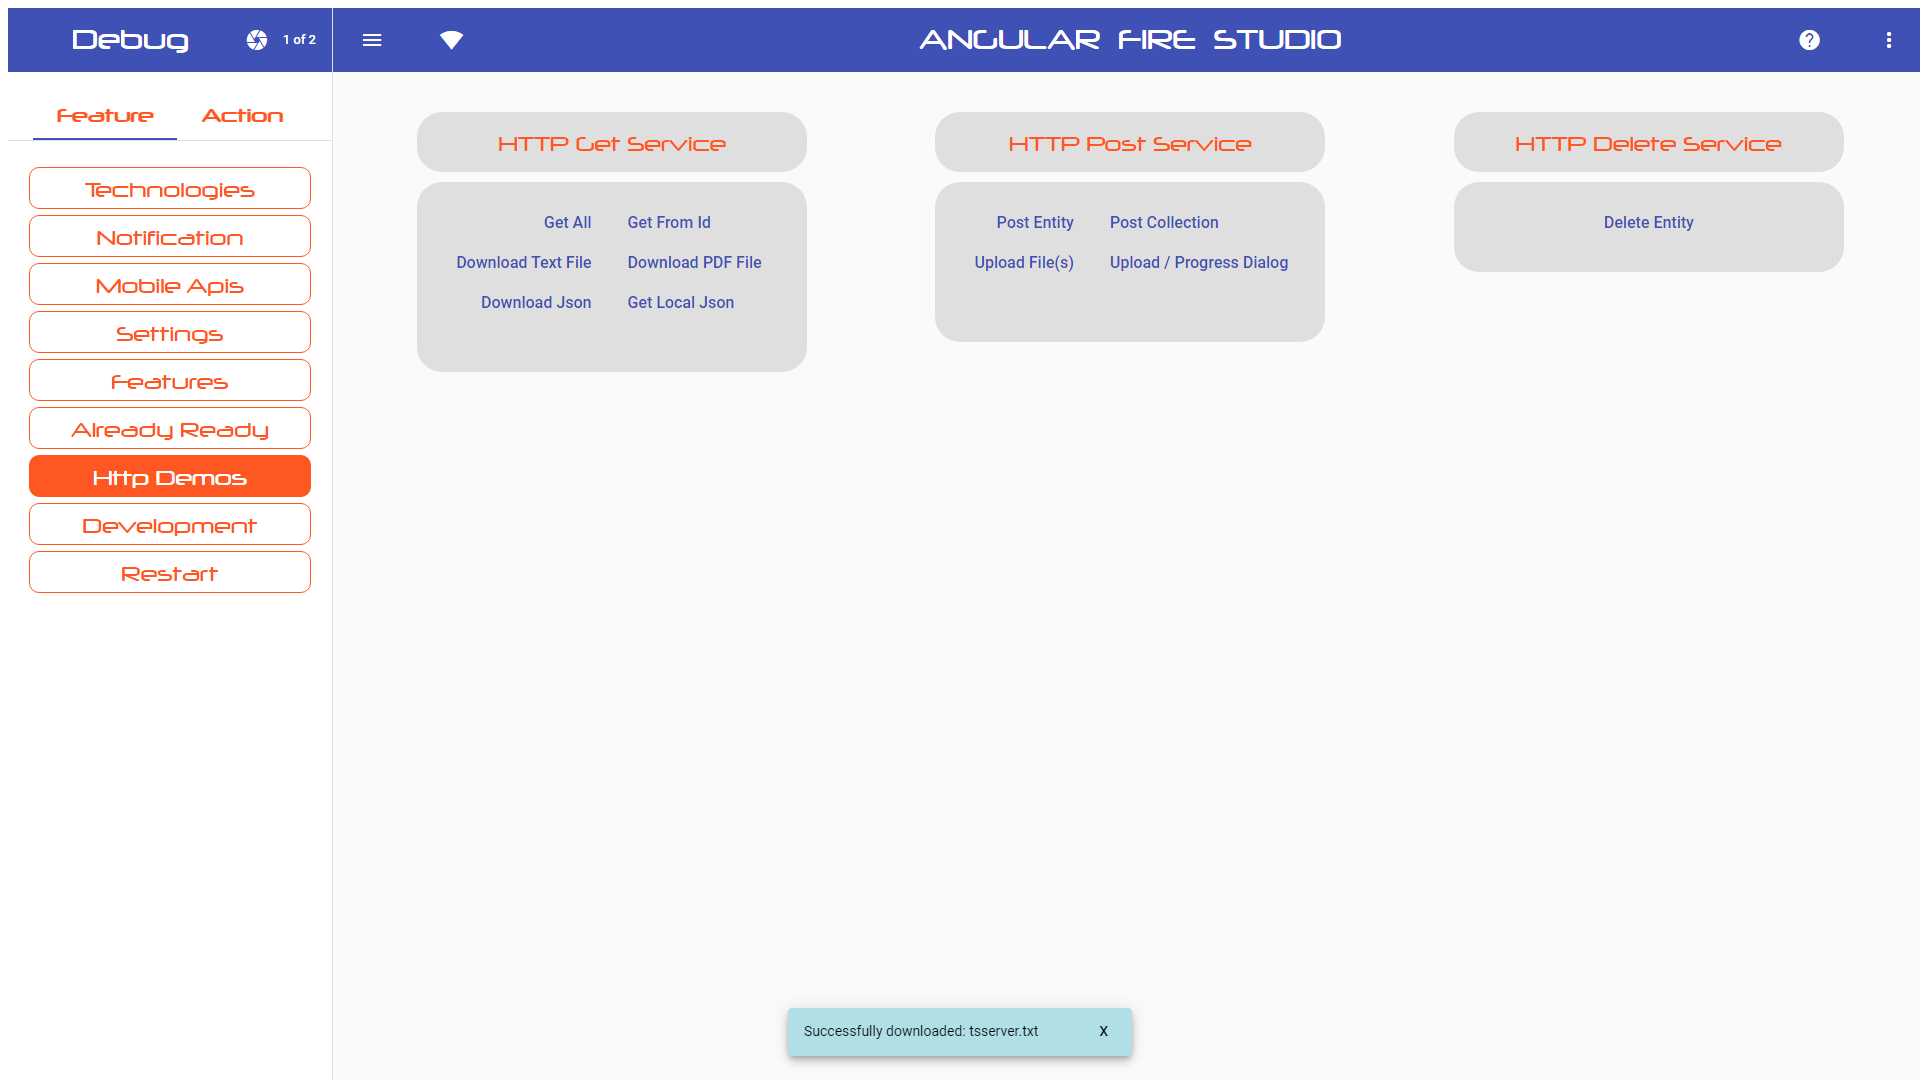 Debug
1 of 2
ANGULAR FIRE STUDIO
?
Feature Action
Technologies
Notification
Mobile Apis
Settings
Features
Already Ready
Http Demos
Development
Restart
HTTP Get Service
Get All Get From Id
Download Text File Download PDF File
Download Json Get Local Json
HTTP Post Service
Post Entity Post Collection
Upload File(s) Upload / Progress Dialog
HTTP Delete Service
Delete Entity
Successfully downloaded: tsserver.txt X